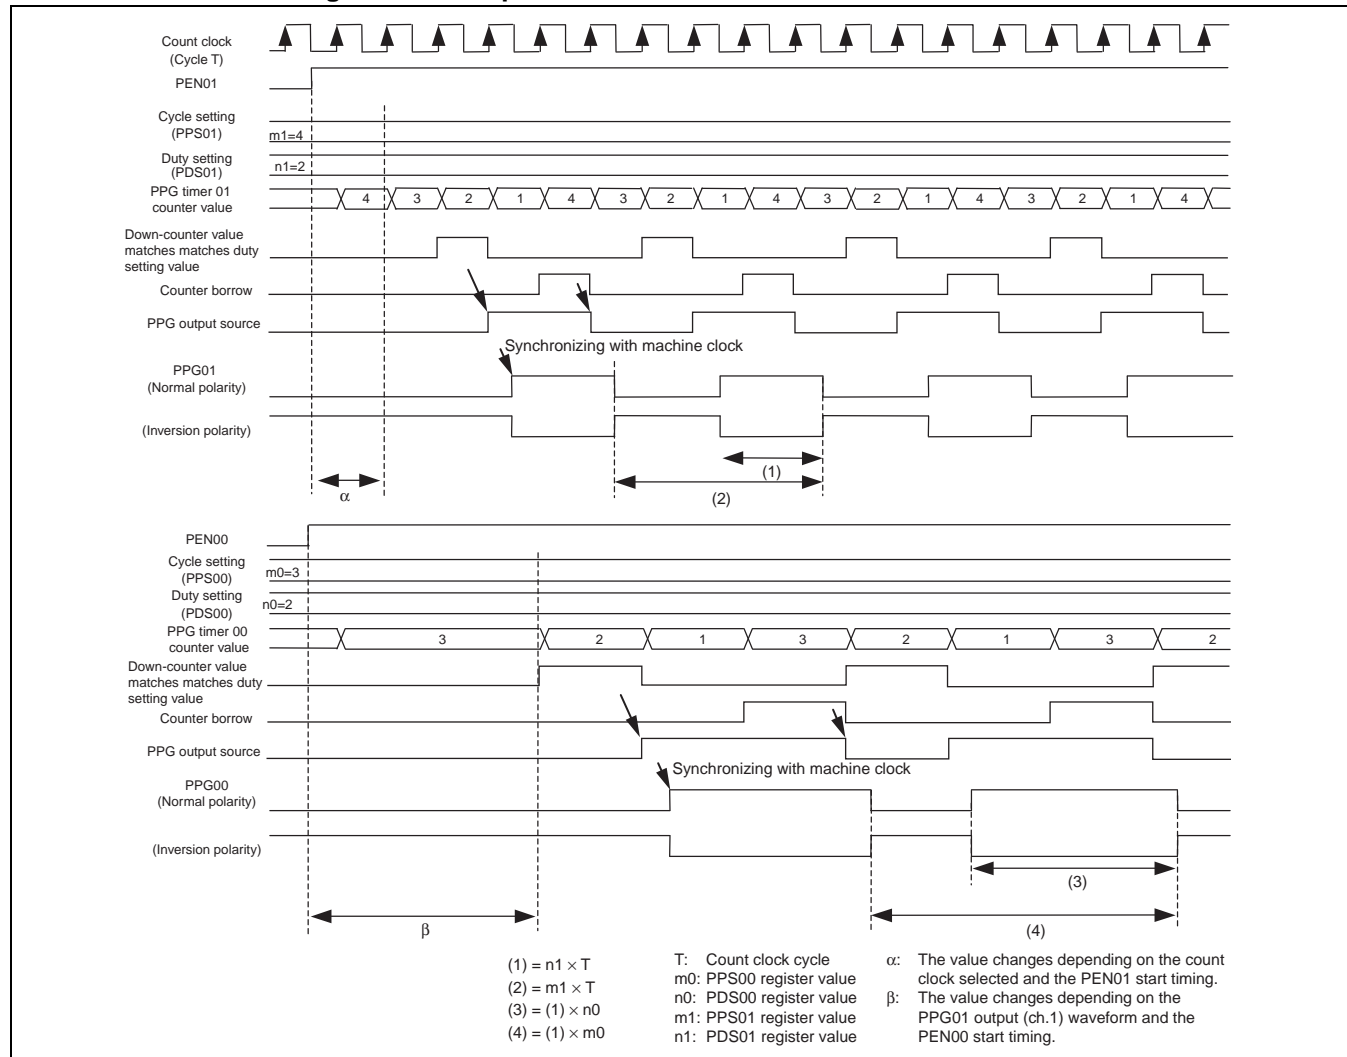 Count clock
(Cycle T)
PEN01
Cycle setting
(PPS01)
m1=4
Duty setting
(PDS01)
n1=2
PPG timer 01
counter value
4 3 2 1 4 3 2 1 4 3 2 1 4 3 2 1 4
Down-counter value
matches matches duty
setting value
Counter borrow
PPG output source
Synchronizing with machine clock
PPG01
(Normal polarity)
(Inversion polarity)
(1)
(2)
α
PEN00
Cycle setting
(PPS00)
m0=3
Duty setting
(PDS00)
n0=2
PPG timer 00
counter value
3 2 1 3 2 1 3 2
Down-counter value
matches matches duty
setting value
Counter borrow
PPG output source
Synchronizing with machine clock
PPG00
(Normal polarity)
(Inversion polarity)
(3)
(4)
β
(1) = n1 × T
(2) = m1 × T
(3) = (1) × n0
(4) = (1) × m0
T: Count clock cycle
m0: PPS00 register value
n0: PDS00 register value
m1: PPS01 register value
n1: PDS01 register value
α: The value changes depending on the count
clock selected and the PEN01 start timing.
β: The value changes depending on the
PPG01 output (ch.1) waveform and the
PEN00 start timing.